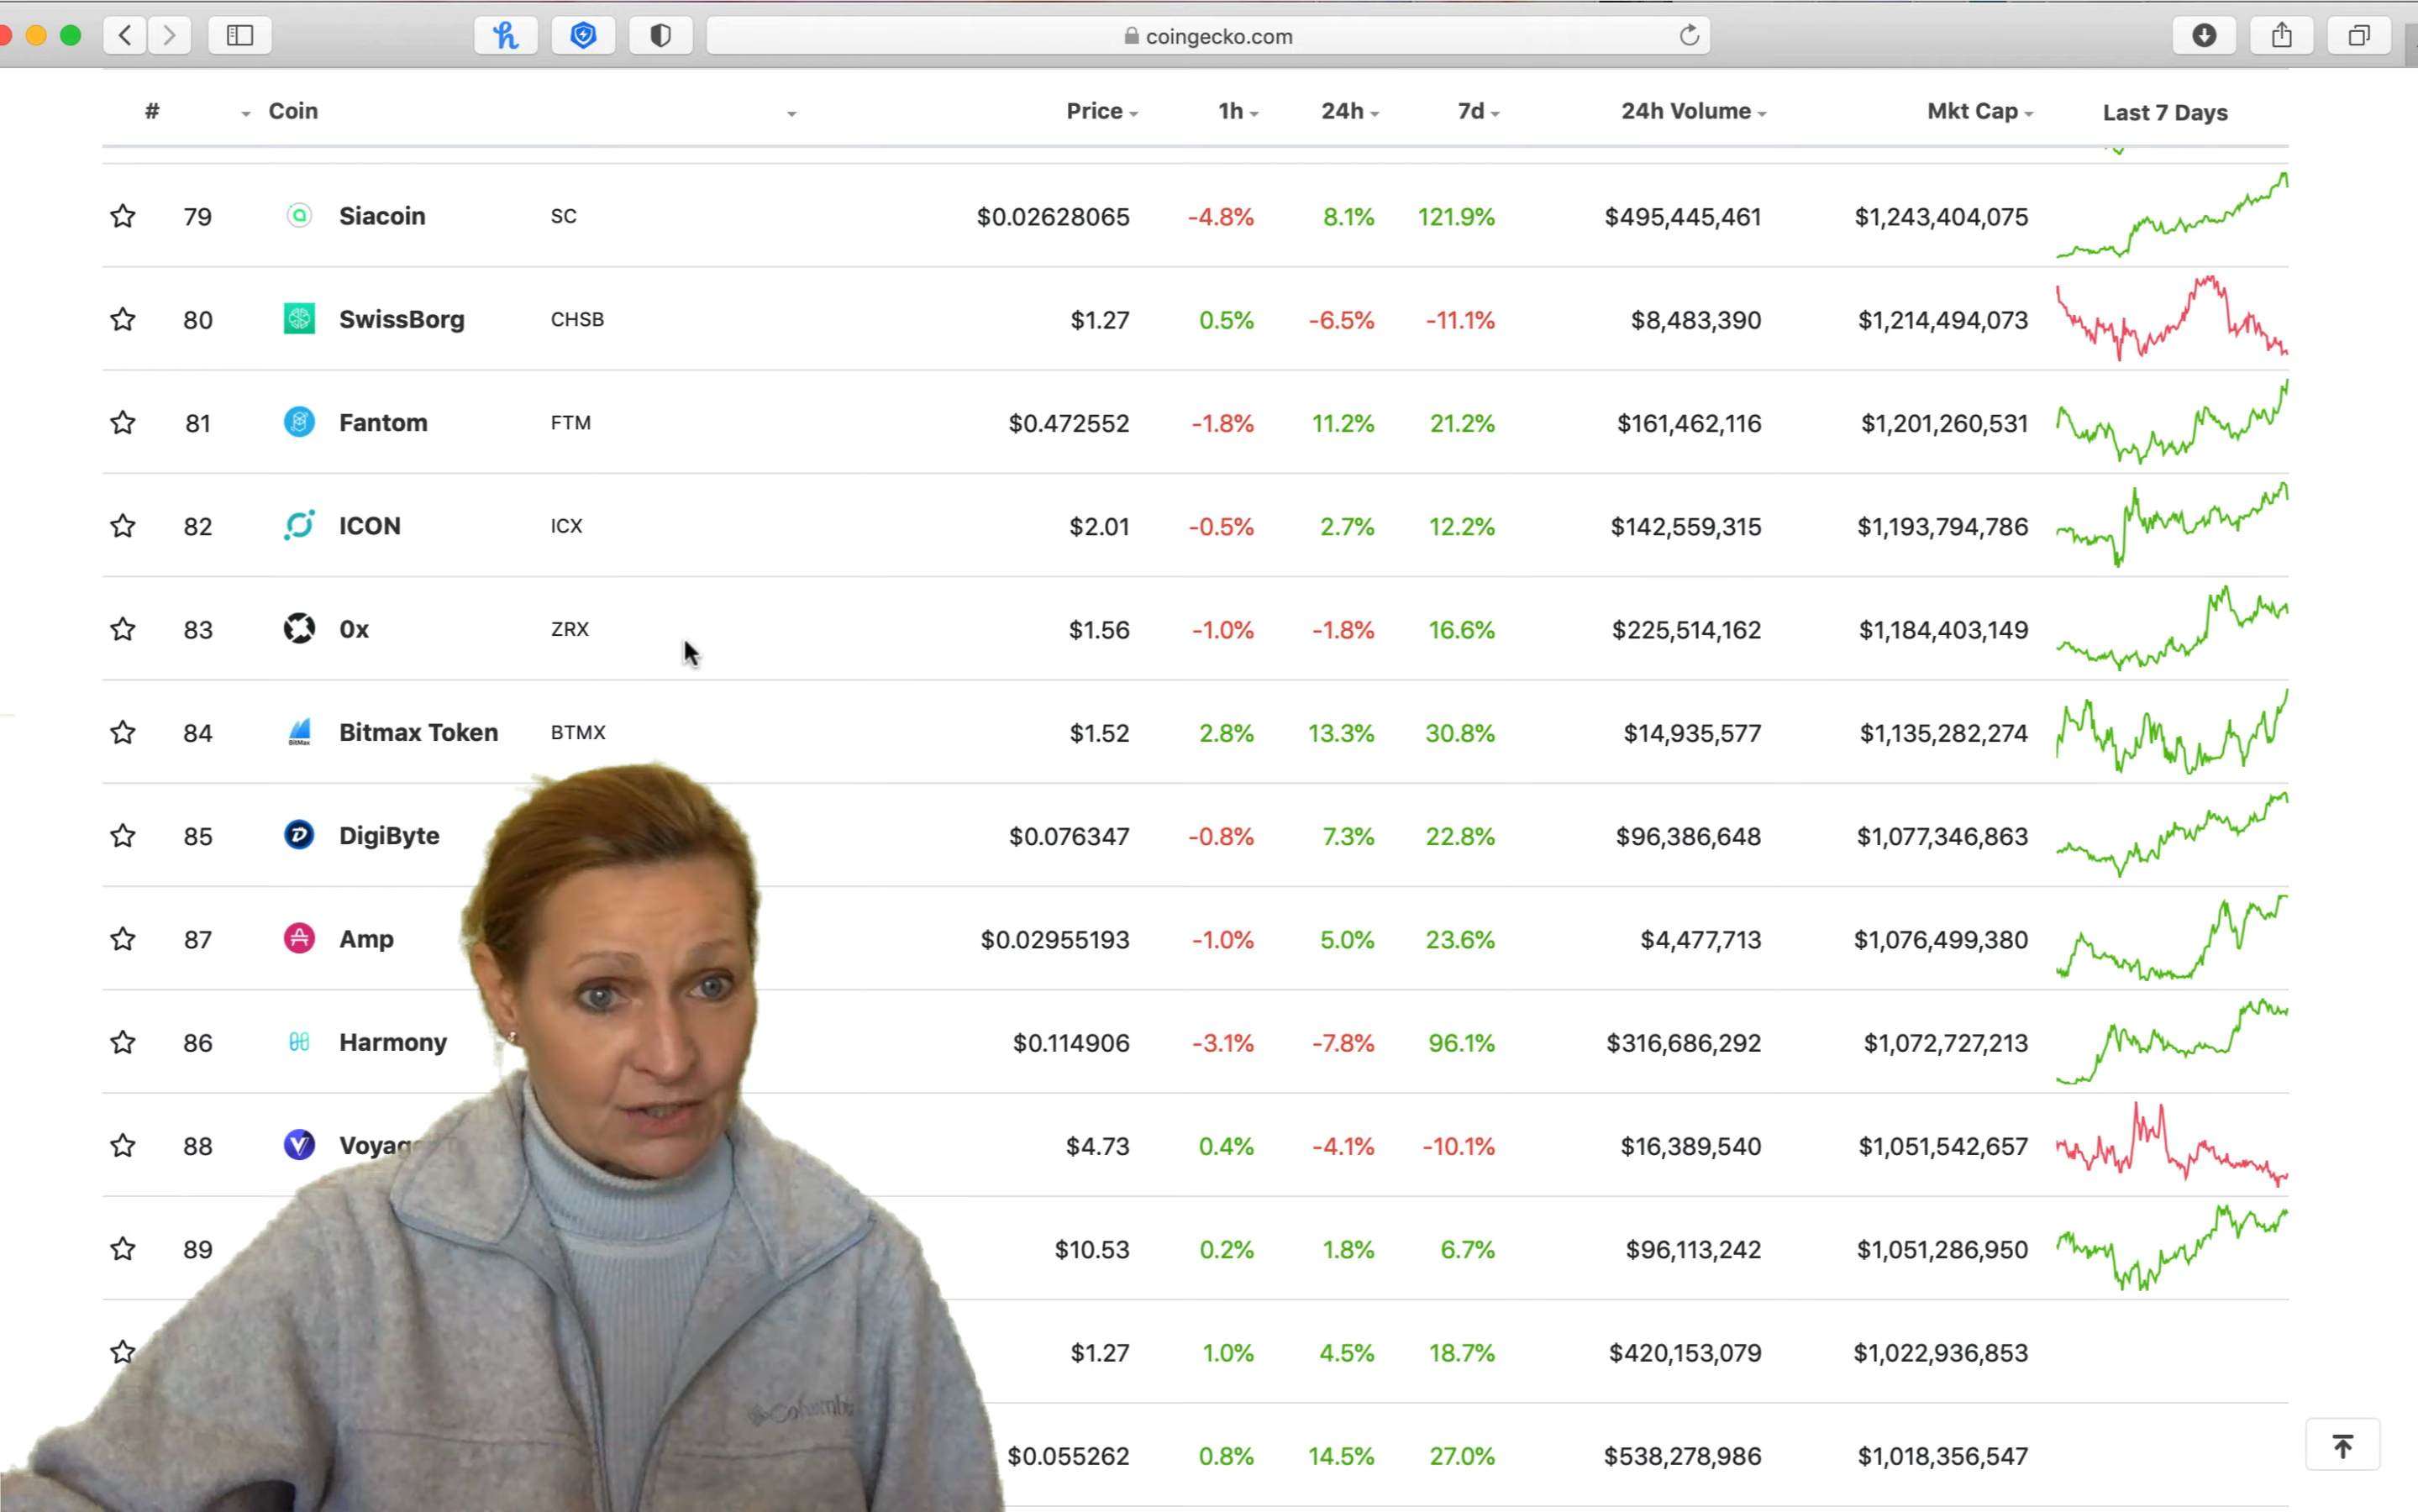 coingecko.com
# Coin Price 1h 24h 7d 24h Volume Mkt Cap Last 7 Days
79 Siacoin SC $0.02628065 -4.8% 8.1% 121.9% $495,445,461 $1,243,404,075
80 SwissBorg CHSB $1.27 0.5% -6.5% -11.1% $8,483,390 $1,214,494,073
81 Fantom FTM $0.472552 -1.8% 11.2% 21.2% $161,462,116 $1,201,260,531
82 ICON ICX $2.01 -0.5% 2.7% 12.2% $142,559,315 $1,193,794,786
83 0x ZRX $1.56 -1.0% -1.8% 16.6% $225,514,162 $1,184,403,149
84 BitMax Bitmax Token BTMX $1.52 2.8% 13.3% 30.8% $14,935,577 $1,135,282,274
85 DigiByte $0.076347 -0.8% 7.3% 22.8% $96,386,648 $1,077,346,863
87 Amp $0.02955193 -1.0% 5.0% 23.6% $4,477,713 $1,076,499,380
86 Harmony $0.114906 -3.1% -7.8% 96.1% $316,686,292 $1,072,727,213
88 Voyag $4.73 0.4% -4.1% -10.1% $16,389,540 $1,051,542,657
89 $10.53 0.2% 1.8% 6.7% $96,113,242 $1,051,286,950
$1.27 1.0% 4.5% 18.7% $420,153,079 $1,022,936,853
Columbia
$0.055262 0.8% 14.5% 27.0% $538,278,986 $1,018,356,547